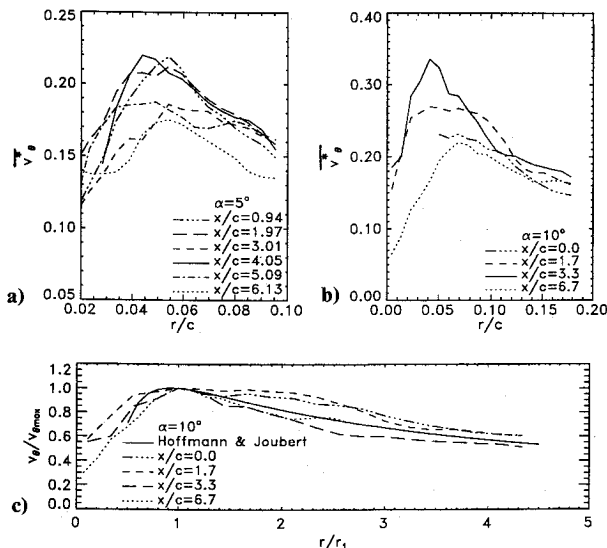 a)
0.25
0.20
0.15
0.10
0.05
v*θ
0.02 0.04 0.06 0.08 0.10
r/c
α=5°
x/c=0.94
x/c=1.97
x/c=3.01
x/c=4.05
x/c=5.09
x/c=6.13
b)
0.40
0.30
0.20
0.10
0.00
v*θ
0.00 0.05 0.10 0.15 0.20
r/c
α=10°
x/c=0.0
x/c=1.7
x/c=3.3
x/c=6.7
c)
1.2
1.0
0.8
0.6
0.4
0.2
0.0
vθ/vθmax
0 1 2 3 4 5
r/r₁
α=10°
Hoffmann & Joubert
x/c=0.0
x/c=1.7
x/c=3.3
x/c=6.7